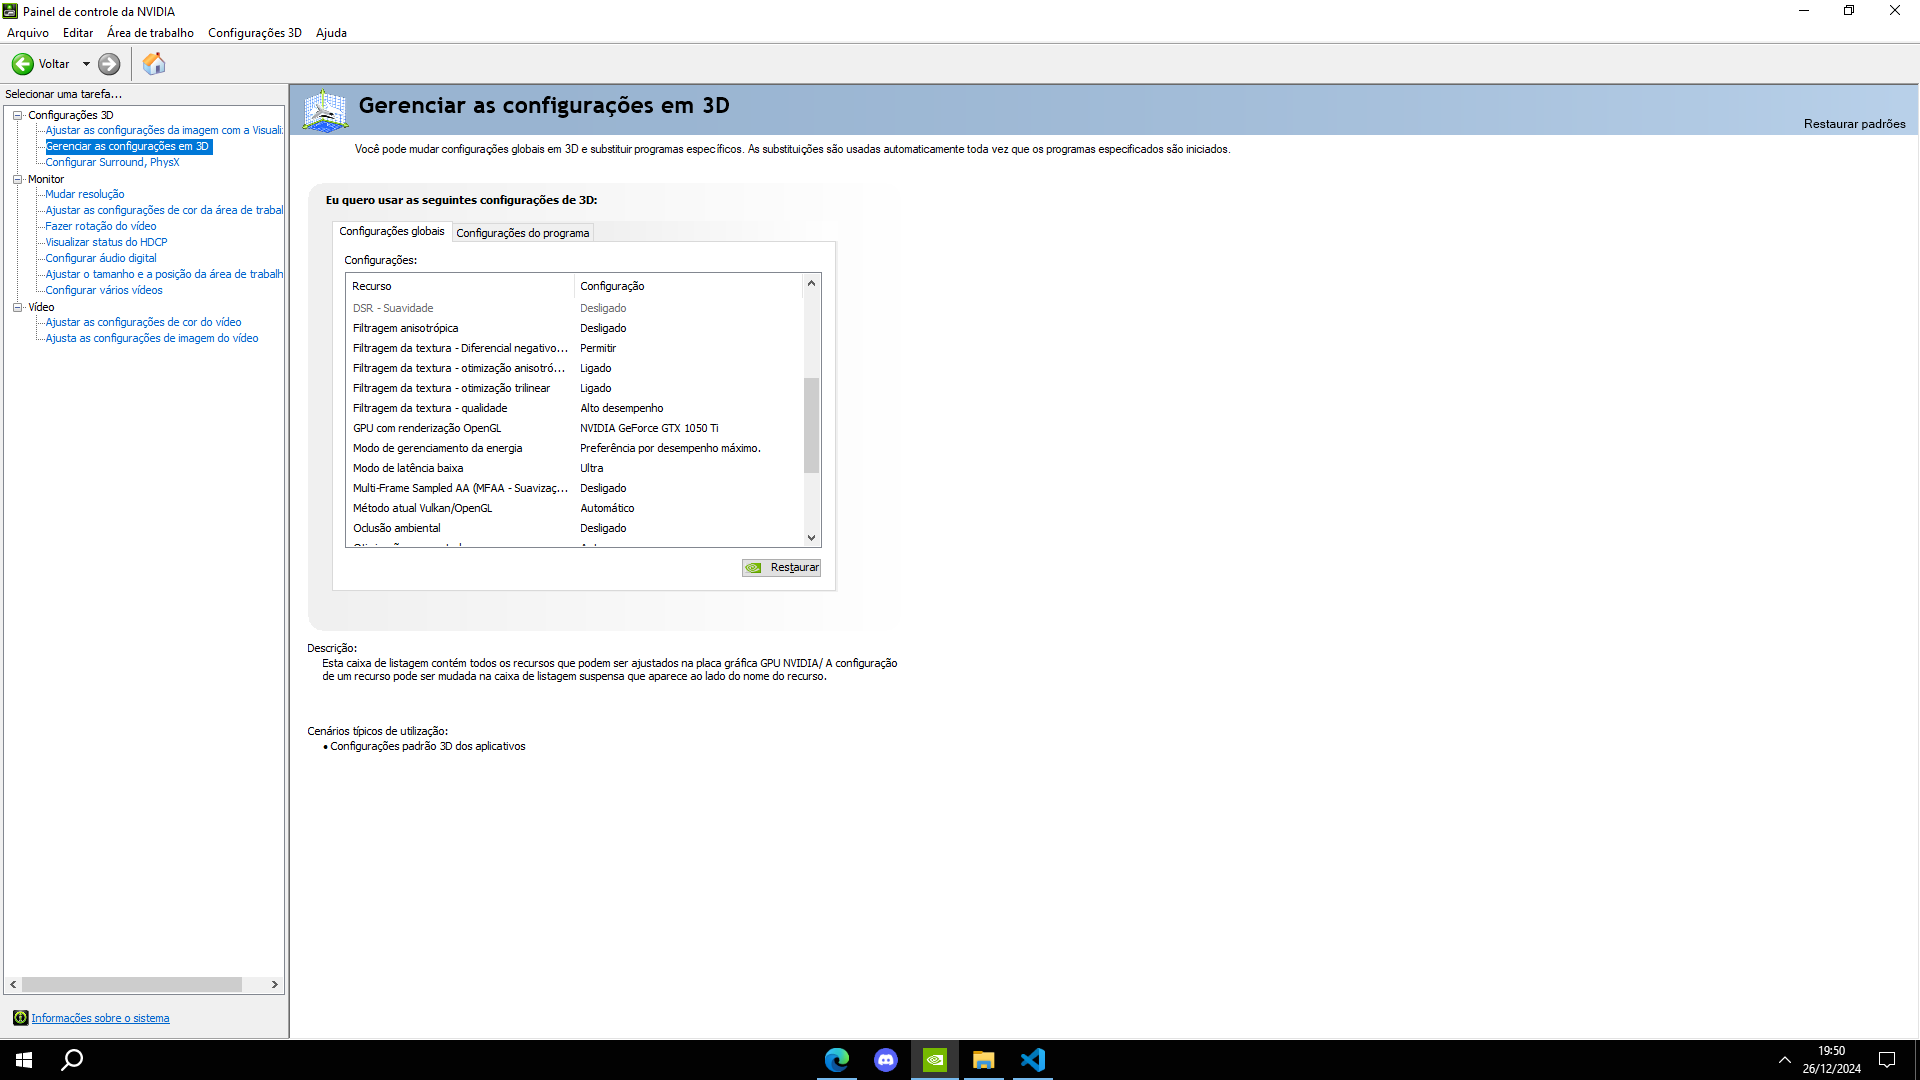 Painel de controle da NVIDIA
Arquivo Editar Área de trabalho Configurações 3D Ajuda
Voltar
Selecionar uma tarefa...
Configurações 3D
Ajustar as configurações da imagem com a Visuali
Gerenciar as configurações em 3D
Configurar Surround, PhysX
Monitor
Mudar resolução
Ajustar as configurações de cor da área de trabal
Fazer rotação do vídeo
Visualizar status do HDCP
Configurar áudio digital
Ajustar o tamanho e a posição da área de trabalh
Configurar vários vídeos
Vídeo
Ajustar as configurações de cor do vídeo
Ajusta as configurações de imagem do vídeo
Informações sobre o sistema
Gerenciar as configurações em 3D
Restaurar padrões
Você pode mudar configurações globais em 3D e substituir programas específicos. As substituições são usadas automaticamente toda vez que os programas especificados são iniciados.
Eu quero usar as seguintes configurações de 3D:
Configurações globais Configurações do programa
Configurações:
Recurso Configuração
DSR - Suavidade Desligado
Filtragem anisotrópica Desligado
Filtragem da textura - Diferencial negativo... Permitir
Filtragem da textura - otimização anisotró... Ligado
Filtragem da textura - otimização trilinear Ligado
Filtragem da textura - qualidade Alto desempenho
GPU com renderização OpenGL NVIDIA GeForce GTX 1050 Ti
Modo de gerenciamento da energia Preferência por desempenho máximo.
Modo de latência baixa Ultra
Multi-Frame Sampled AA (MFAA - Suavizaç... Desligado
Método atual Vulkan/OpenGL Automático
Oclusão ambiental Desligado
Restaurar
Descrição:
Esta caixa de listagem contém todos os recursos que podem ser ajustados na placa gráfica GPU NVIDIA/ A configuração
de um recurso pode ser mudada na caixa de listagem suspensa que aparece ao lado do nome do recurso.
Cenários típicos de utilização:
• Configurações padrão 3D dos aplicativos
19:50
26/12/2024